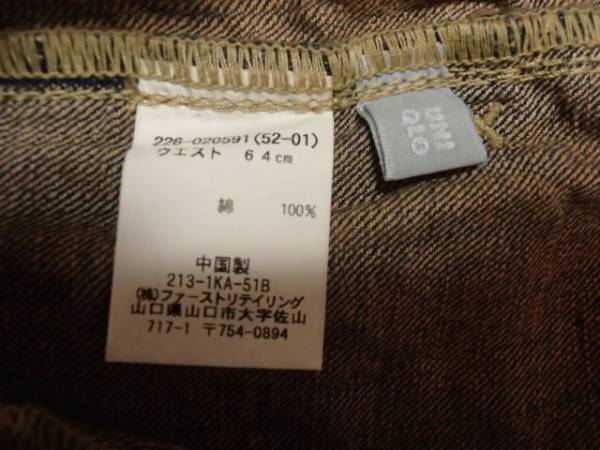 226-020591(52-01)
ウエスト 64cm
綿 100%
中国製
213-1KA-51B
(株)ファーストリテイリング
山口県山口市大字佐山
717-1 〒754-0894
UNI
QLO